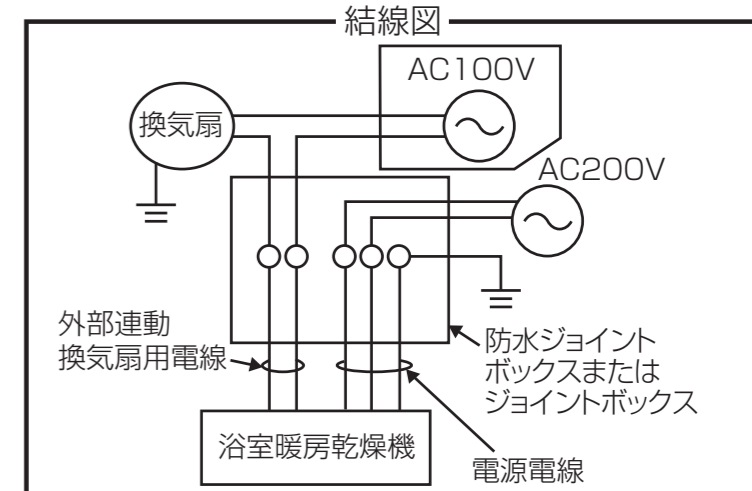 結線図
AC100V
換気扇
AC200V
外部連動
換気扇用電線
防水ジョイント
ボックスまたは
ジョイントボックス
浴室暖房乾燥機
電源電線